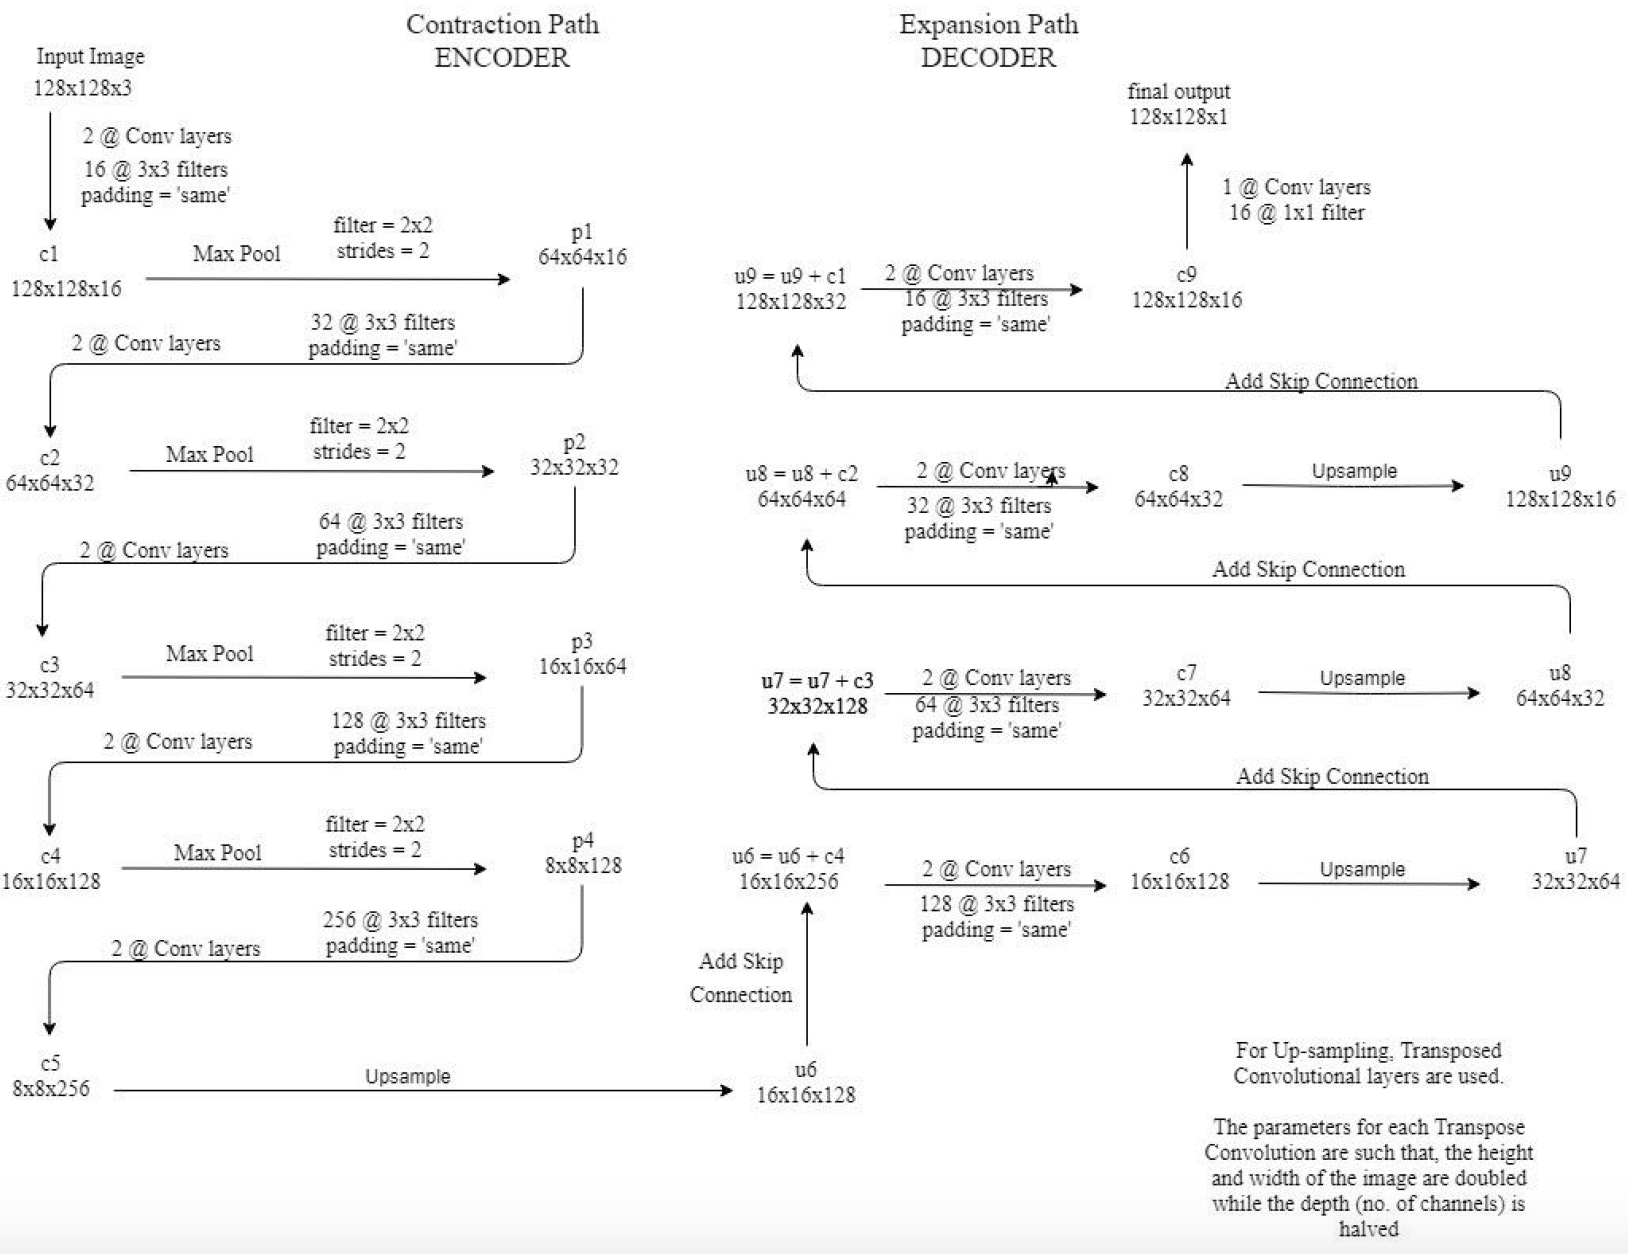 Contraction Path
ENCODER
Input Image
128x128x3
2 @ Conv layers
16 @ 3x3 filters
padding = 'same'
c1
128x128x16
Max Pool
filter = 2x2
strides = 2
p1
64x64x16
2 @ Conv layers
32 @ 3x3 filters
padding = 'same'
c2
64x64x32
Max Pool
filter = 2x2
strides = 2
p2
32x32x32
2 @ Conv layers
64 @ 3x3 filters
padding = 'same'
c3
32x32x64
Max Pool
filter = 2x2
strides = 2
p3
16x16x64
2 @ Conv layers
128 @ 3x3 filters
padding = 'same'
c4
16x16x128
Max Pool
filter = 2x2
strides = 2
p4
8x8x128
2 @ Conv layers
256 @ 3x3 filters
padding = 'same'
c5
8x8x256
Upsample
u6
16x16x128
Add Skip
Connection
Expansion Path
DECODER
u6 = u6 + c4
16x16x256
2 @ Conv layers
128 @ 3x3 filters
padding = 'same'
c6
16x16x128
Upsample
u7
32x32x64
Add Skip Connection
u7 = u7 + c3
32x32x128
2 @ Conv layers
64 @ 3x3 filters
padding = 'same'
c7
32x32x64
Upsample
u8
64x64x32
Add Skip Connection
u8 = u8 + c2
64x64x64
2 @ Conv layers
32 @ 3x3 filters
padding = 'same'
c8
64x64x32
Upsample
u9
128x128x16
Add Skip Connection
u9 = u9 + c1
128x128x32
2 @ Conv layers
16 @ 3x3 filters
padding = 'same'
c9
128x128x16
1 @ Conv layers
16 @ 1x1 filter
final output
128x128x1
For Up-sampling, Transposed
Convolutional layers are used.
The parameters for each Transpose
Convolution are such that, the height
and width of the image are doubled
while the depth (no. of channels) is
halved